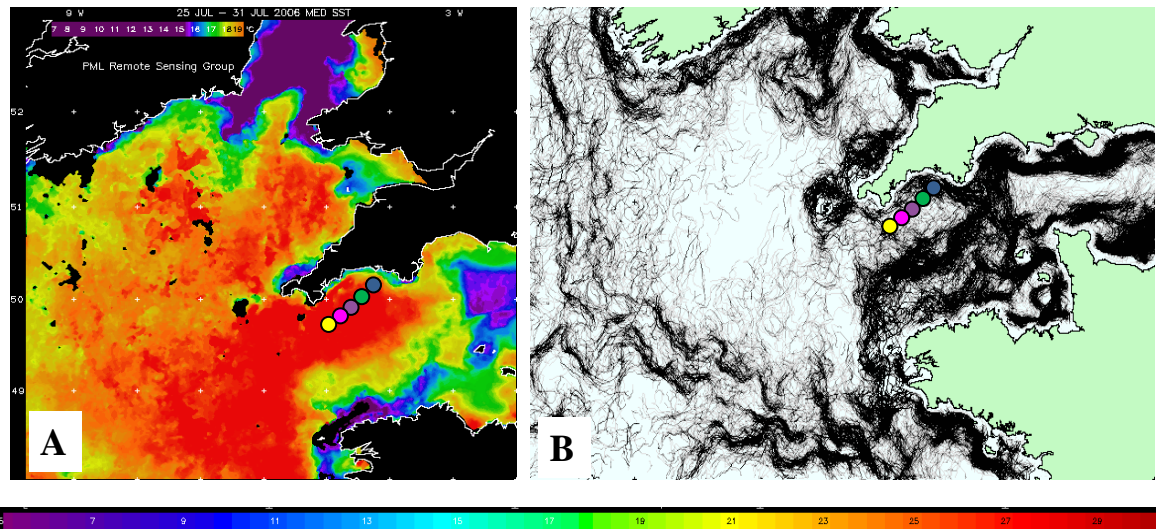 9 W 25 JUL – 31 JUL 2006 MED SST 3 W
7 8 9 10 11 12 13 14 15 16 17 1819 °C
PML Remote Sensing Group
52
51
50
49
A
B
7 9 11 13 15 17 19 21 23 25 27 29